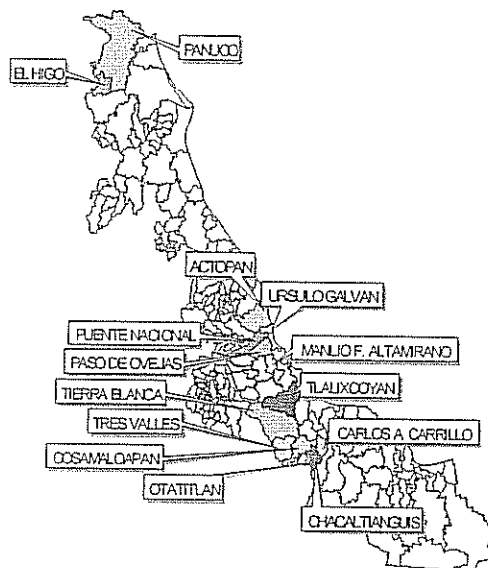 PANUCO
EL HIGO
ACTOPAN
URSULO GALVAN
PUENTE NACIONAL
MANLIO F. ALTAMIRANO
PASO DE OVEJAS
TLALIXCOYAN
TIERRA BLANCA
TRES VALLES
CARLOS A. CARRILLO
COSAMALOAPAN
OTATITLAN
CHACALTIANGUIS